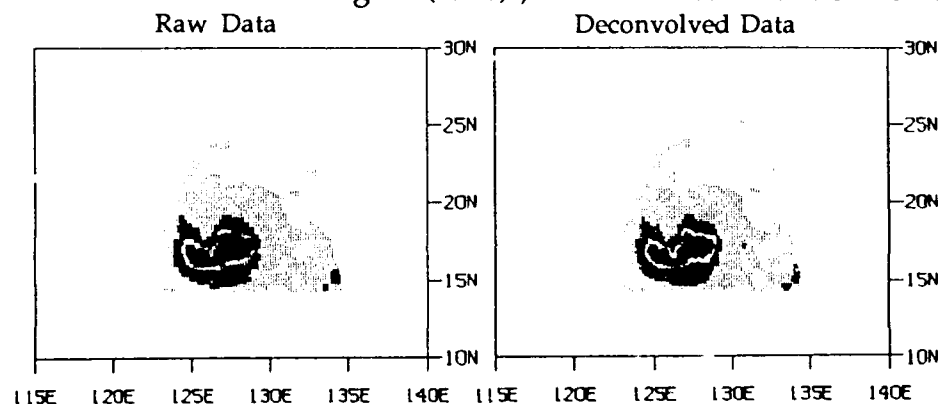 Raw Data
Deconvolved Data
30N 30N
25N 25N
20N 20N
15N 15N
10N 10N
115E 120E 125E 130E 135E 140E 115E 120E 125E 130E 135E 140E